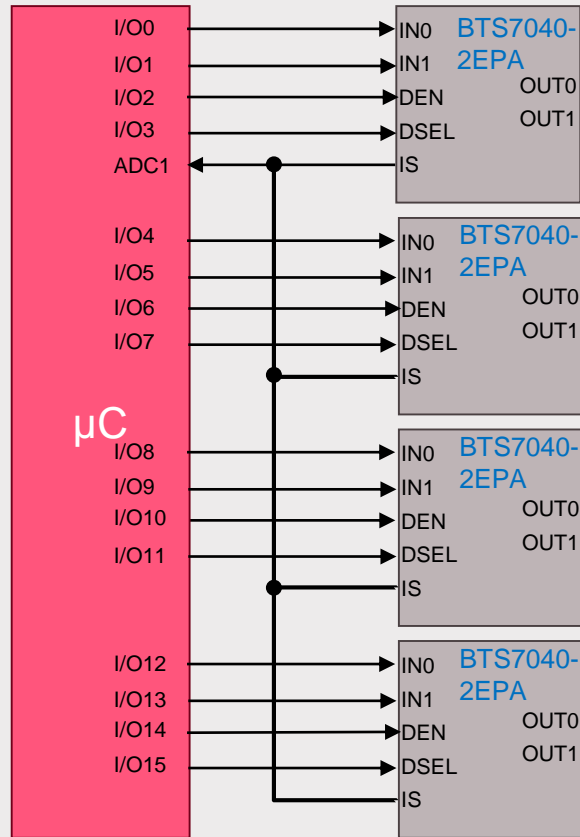 I/O0
I/O1
I/O2
I/O3
ADC1
I/O4
I/O5
I/O6
I/O7
µC
I/O8
I/O9
I/O10
I/O11
I/O12
I/O13
I/O14
I/O15
IN0
IN1
DEN
DSEL
IS
BTS7040-
2EPA
OUT0
OUT1
IN0
IN1
DEN
DSEL
IS
BTS7040-
2EPA
OUT0
OUT1
IN0
IN1
DEN
DSEL
IS
BTS7040-
2EPA
OUT0
OUT1
IN0
IN1
DEN
DSEL
IS
BTS7040-
2EPA
OUT0
OUT1